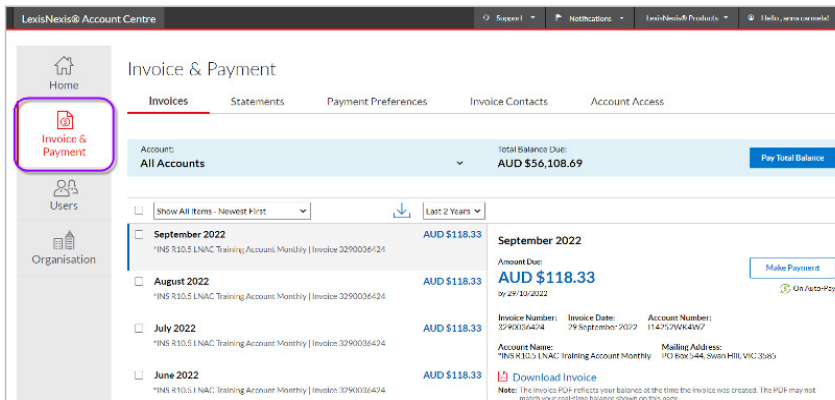 LexisNexis® Account Centre
Support
Notifications
LexisNexis® Products
Hello, anna carmela!
Home
Invoice & Payment
Users
Organisation
Invoice & Payment
Invoices
Statements
Payment Preferences
Invoice Contacts
Account Access
Account:
All Accounts
Total Balance Due:
AUD $56,108.69
Pay Total Balance
Show All Items - Newest First
Last 2 Years
September 2022
AUD $118.33
*INS R10.5 LNAC Training Account Monthly | Invoice 3290036424
August 2022
AUD $118.33
*INS R10.5 LNAC Training Account Monthly | Invoice 3290036424
July 2022
AUD $118.33
*INS R10.5 LNAC Training Account Monthly | Invoice 3290036424
June 2022
AUD $118.33
*INS R10.5 LNAC Training Account Monthly | Invoice 3290036424
September 2022
Amount Due:
AUD $118.33
by 29/10/2022
Make Payment
On Auto-Pay
Invoice Number:
3290036424
Invoice Date:
29 September 2022
Account Number:
114252WK4WZ
Account Name:
*INS R10.5 LNAC Training Account Monthly
Mailing Address:
PO Box 544, Swan Hill, VIC 3585
Download Invoice
Note: The invoice PDF reflects your balance at the time the invoice was created. The PDF may not
match your real-time balance shown on this page.